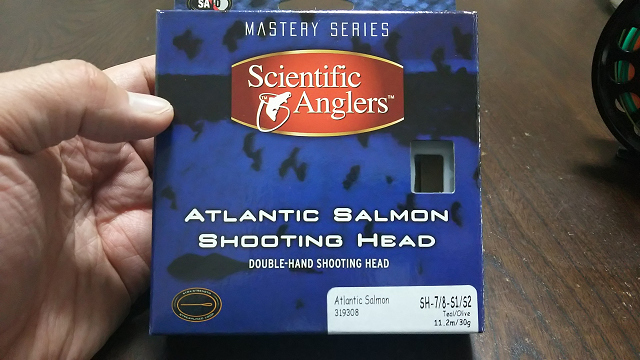 MASTERY SERIES
Scientific
Anglers™
ATLANTIC SALMON
SHOOTING HEAD
DOUBLE-HAND SHOOTING HEAD
Atlantic Salmon
319308
SH-7/8-S1/S2
Teal/Olive
11.2m/30g